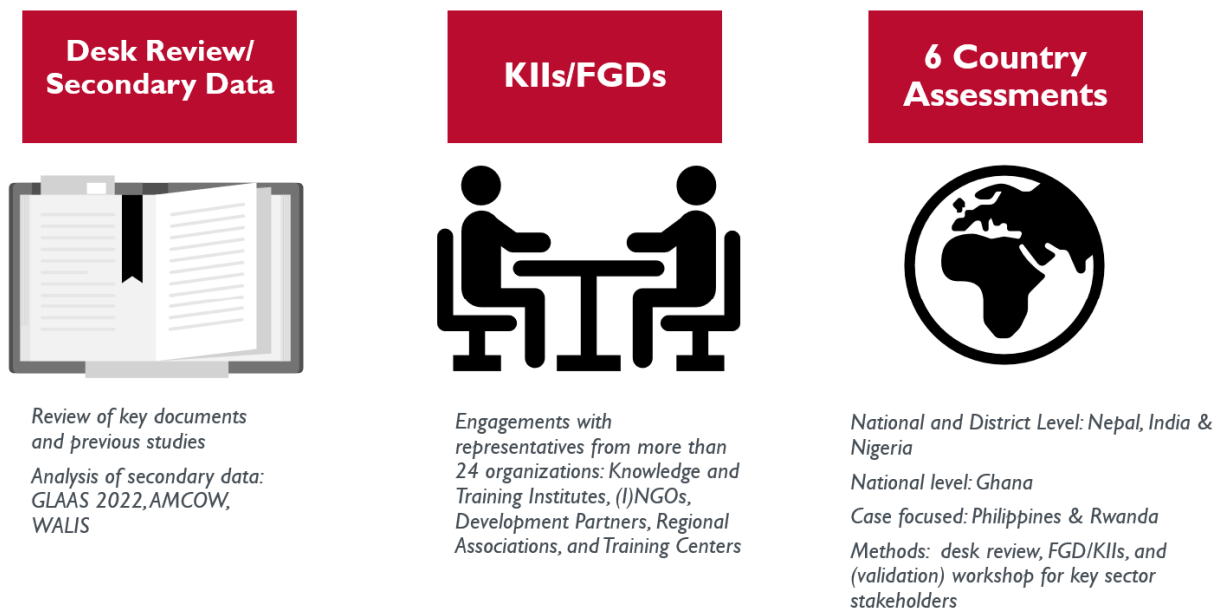 Desk Review/
Secondary Data
Review of key documents
and previous studies
Analysis of secondary data:
GLAAS 2022, AMCOW,
WALIS
KIIs/FGDs
Engagements with
representatives from more than
24 organizations: Knowledge and
Training Institutes, (I)NGOs,
Development Partners, Regional
Associations, and Training Centers
6 Country
Assessments
National and District Level: Nepal, India &
Nigeria
National level: Ghana
Case focused: Philippines & Rwanda
Methods:  desk review, FGD/KIIs, and
(validation) workshop for key sector
stakeholders